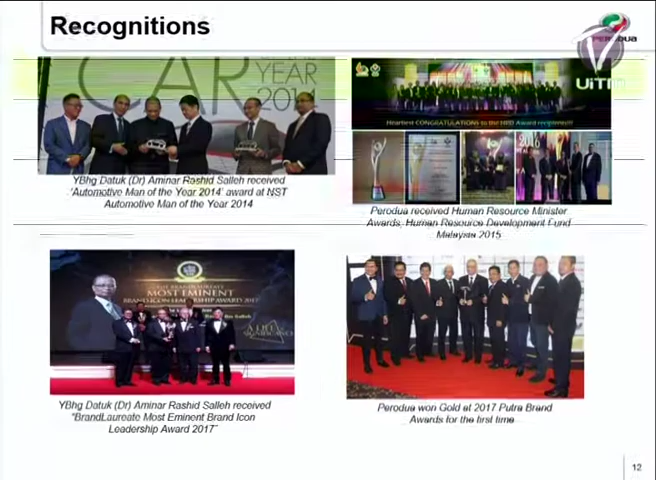 Recognitions
PERODUA
UiTM
CAR
YEAR
2014
YBhg Datuk (Dr) Aminar Rashid Salleh received
'Automotive Man of the Year 2014' award at NST
Automotive Man of the Year 2014
Heartiest CONGRATULATIONS to the HRD Award recipients!!!
Perodua received Human Resource Minister
Awards, Human Resource Development Fund
Malaysia 2015
MOST EMINENT
BRAND ICON LEADERSHIP AWARD 2017
YBhg Datuk (Dr) Aminar Rashid Salleh received
"BrandLaureate Most Eminent Brand Icon
Leadership Award 2017"
Perodua won Gold at 2017 Putra Brand
Awards for the first time
12